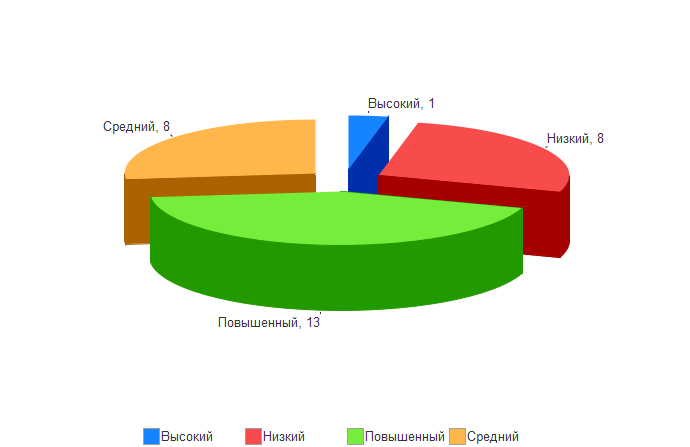 Высокий, 1
Средний, 8
Низкий, 8
Повышенный, 13
Высокий
Низкий
Повышенный
Средний